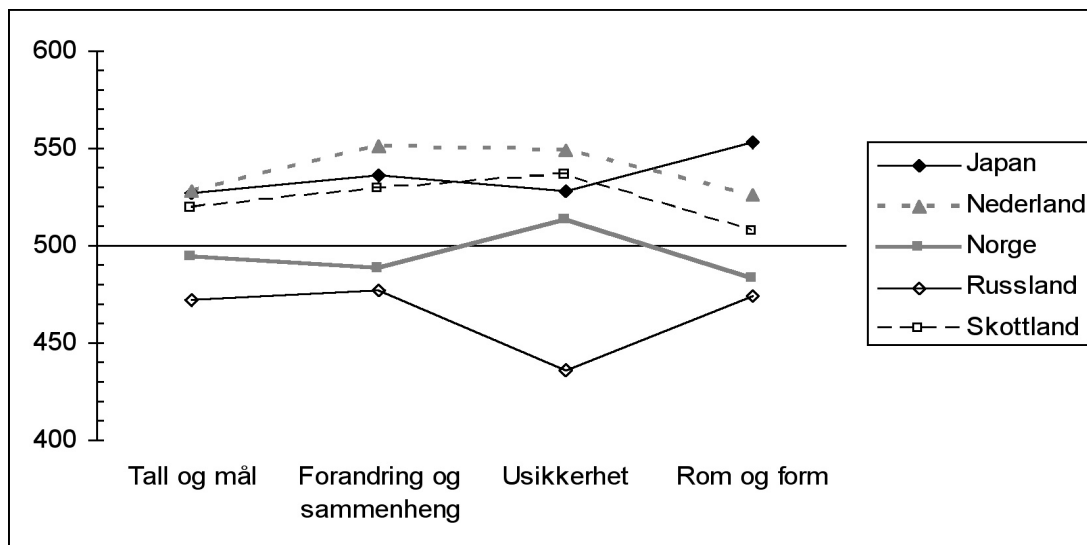 600
550
500
450
400
Tall og mål
Forandring og
sammenheng
Usikkerhet
Rom og form
Japan
Nederland
Norge
Russland
Skottland